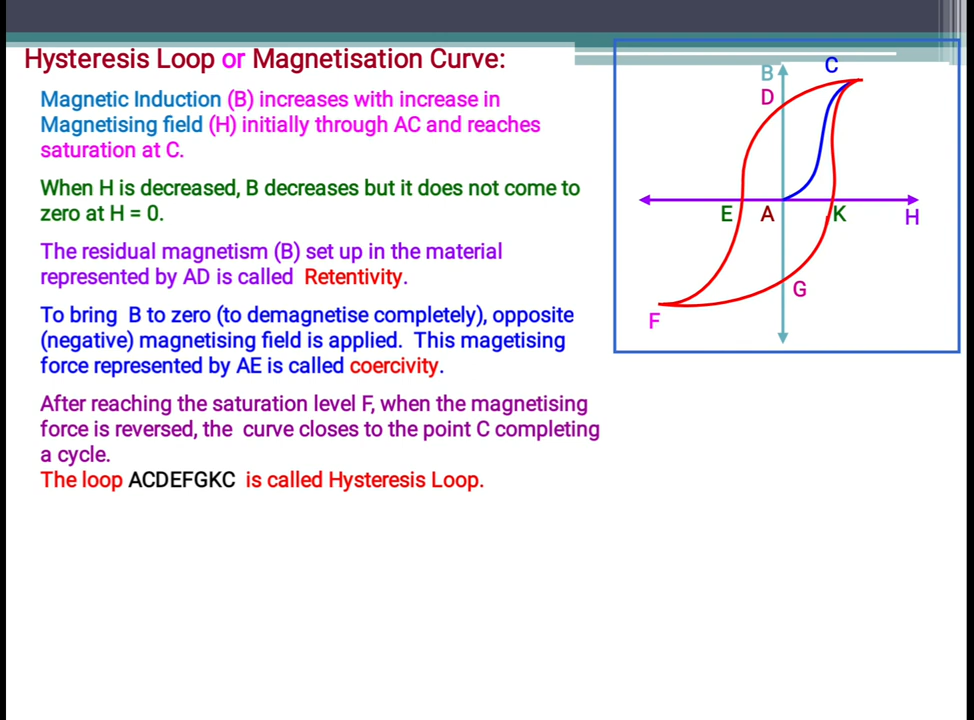 Hysteresis Loop or Magnetisation Curve:
Magnetic Induction (B) increases with increase in
Magnetising field (H) initially through AC and reaches
saturation at C.
When H is decreased, B decreases but it does not come to
zero at H = 0.
The residual magnetism (B) set up in the material
represented by AD is called Retentivity.
To bring B to zero (to demagnetise completely), opposite
(negative) magnetising field is applied. This magetising
force represented by AE is called coercivity.
After reaching the saturation level F, when the magnetising
force is reversed, the curve closes to the point C completing
a cycle.
The loop ACDEFGKC is called Hysteresis Loop.
B C
D
E A K H
G
F